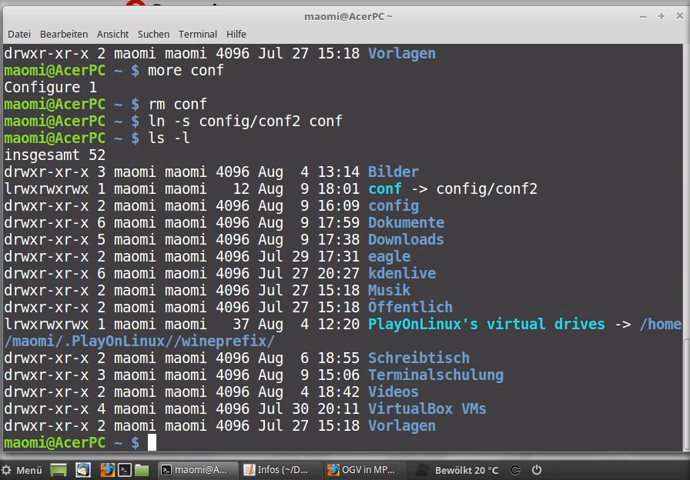 maomi@AcerPC ~
Datei Bearbeiten Ansicht Suchen Terminal Hilfe
drwxr-xr-x 2 maomi maomi 4096 Jul 27 15:18 Vorlagen
maomi@AcerPC ~ $ more conf
Configure 1
maomi@AcerPC ~ $ rm conf
maomi@AcerPC ~ $ ln -s config/conf2 conf
maomi@AcerPC ~ $ ls -l
insgesamt 52
drwxr-xr-x 3 maomi maomi 4096 Aug  4 13:14 Bilder
lrwxrwxrwx 1 maomi maomi   12 Aug  9 18:01 conf -> config/conf2
drwxr-xr-x 2 maomi maomi 4096 Aug  9 16:09 config
drwxr-xr-x 6 maomi maomi 4096 Aug  9 17:59 Dokumente
drwxr-xr-x 5 maomi maomi 4096 Aug  9 17:38 Downloads
drwxr-xr-x 2 maomi maomi 4096 Jul 29 17:31 eagle
drwxr-xr-x 6 maomi maomi 4096 Jul 27 20:27 kdenlive
drwxr-xr-x 2 maomi maomi 4096 Jul 27 15:18 Musik
drwxr-xr-x 2 maomi maomi 4096 Jul 27 15:18 Öffentlich
lrwxrwxrwx 1 maomi maomi   37 Aug  4 12:20 PlayOnLinux's virtual drives -> /home
/maomi/.PlayOnLinux//wineprefix/
drwxr-xr-x 2 maomi maomi 4096 Aug  6 18:55 Schreibtisch
drwxr-xr-x 3 maomi maomi 4096 Aug  9 15:06 Terminalschulung
drwxr-xr-x 2 maomi maomi 4096 Aug  4 18:42 Videos
drwxr-xr-x 4 maomi maomi 4096 Jul 30 20:11 VirtualBox VMs
drwxr-xr-x 2 maomi maomi 4096 Jul 27 15:18 Vorlagen
maomi@AcerPC ~ $
Menü maomi@A... Infos (~/D... OGV in MP... Bewölkt 20 °C